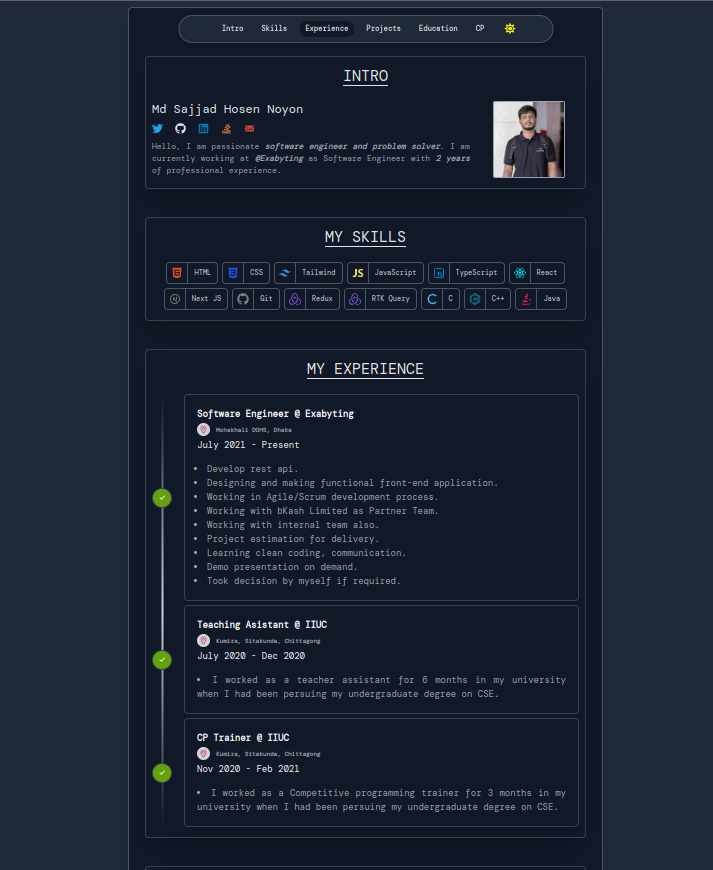 Intro Skills Experience Projects Education CP
INTRO
Md Sajjad Hosen Noyon
Hello, I am passionate software engineer and problem solver. I am
currently working at @Exabyting as Software Engineer with 2 years
of professional experience.
MY SKILLS
HTML CSS Tailwind JS JavaScript TypeScript React
Next JS Git Redux RTK Query C C++ Java
MY EXPERIENCE
Software Engineer @ Exabyting
Mohakhali DOHS, Dhaka
July 2021 - Present
• Develop rest api.
• Designing and making functional front-end application.
• Working in Agile/Scrum development process.
• Working with bKash Limited as Partner Team.
• Working with internal team also.
• Project estimation for delivery.
• Learning clean coding, communication.
• Demo presentation on demand.
• Took decision by myself if required.
Teaching Asistant @ IIUC
Kumira, Sitakunda, Chittagong
July 2020 - Dec 2020
• I worked as a teacher assistant for 6 months in my university
when I had been persuing my undergraduate degree on CSE.
CP Trainer @ IIUC
Kumira, Sitakunda, Chittagong
Nov 2020 - Feb 2021
• I worked as a Competitive programming trainer for 3 months in my
university when I had been persuing my undergraduate degree on CSE.